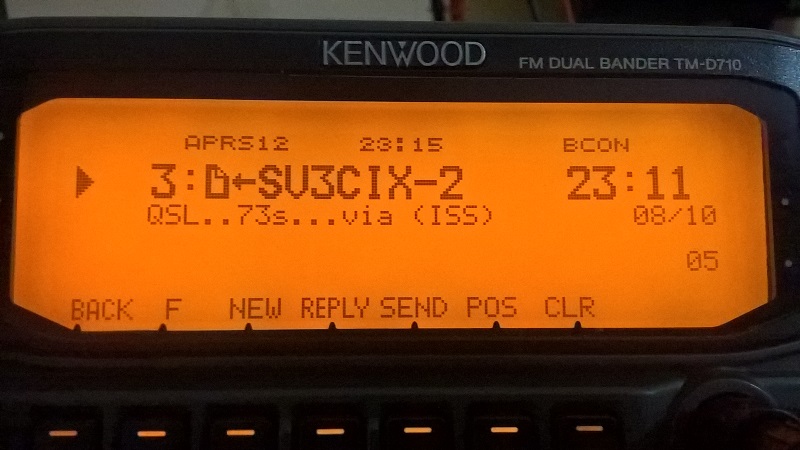 KENWOOD FM DUAL BANDER TM-D710
APRS12 23:15 BCON
3:←SV3CIX-2 23:11
QSL..73s...via (ISS) 08/10
05
BACK F NEW REPLY SEND POS CLR